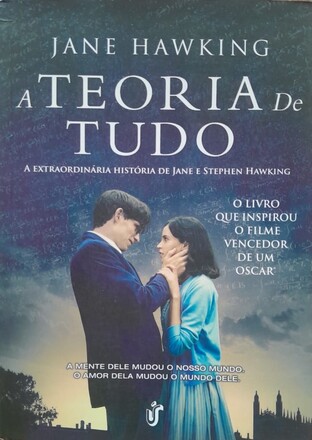 JANE HAWKING
A TEORIA De
TUDO
A EXTRAORDINÁRIA HISTÓRIA DE JANE E STEPHEN HAWKING
O LIVRO
QUE INSPIROU
O FILME
VENCEDOR
DE UM
OSCAR®
A MENTE DELE MUDOU O NOSSO MUNDO.
O AMOR DELA MUDOU O MUNDO DELE.